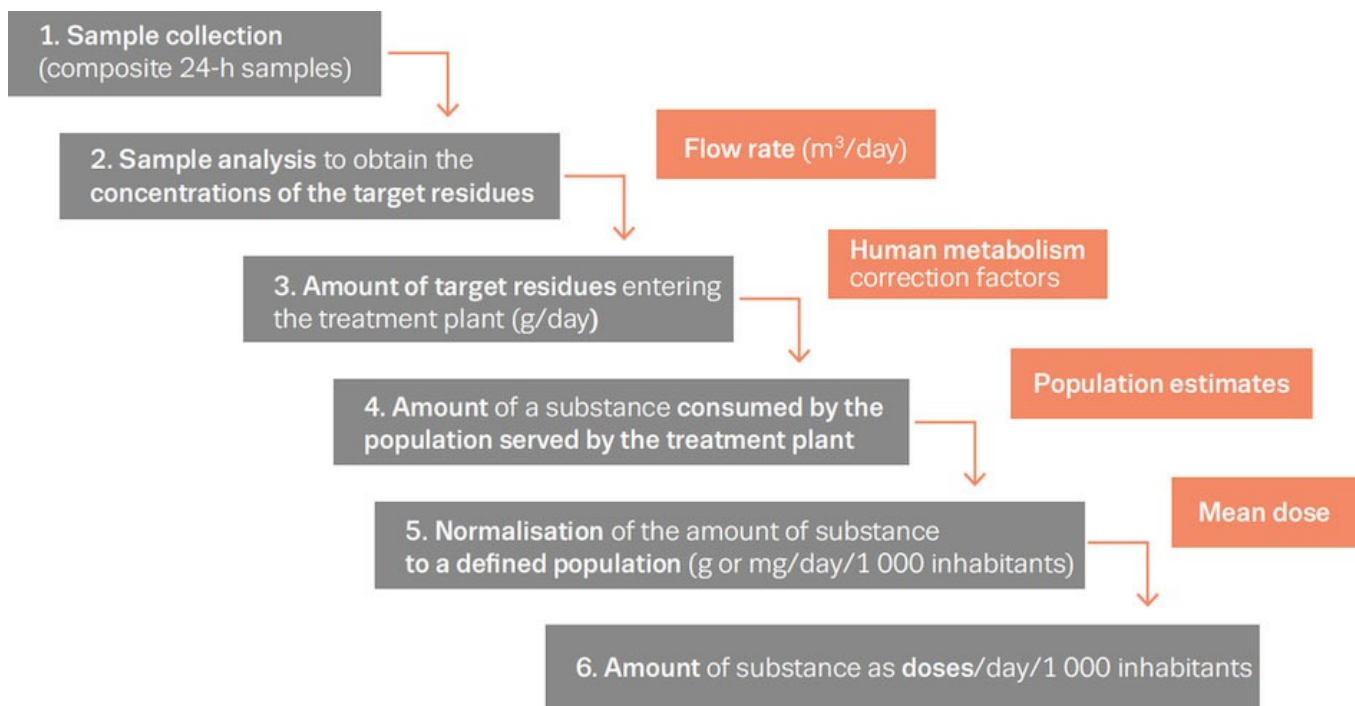 1. Sample collection
(composite 24-h samples)
2. Sample analysis to obtain the
concentrations of the target residues
Flow rate (m³/day)
3. Amount of target residues entering
the treatment plant (g/day)
Human metabolism
correction factors
4. Amount of a substance consumed by the
population served by the treatment plant
Population estimates
5. Normalisation of the amount of substance
to a defined population (g or mg/day/1 000 inhabitants)
Mean dose
6. Amount of substance as doses/day/1 000 inhabitants